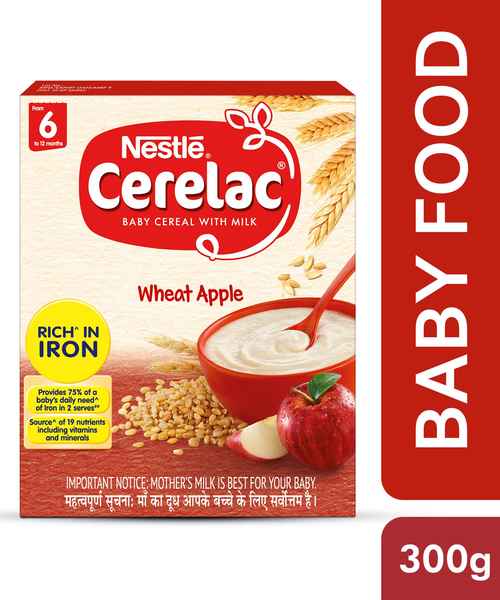 From
6
to 12 months
Nestlé®
Cerelac®
BABY CEREAL WITH MILK
Wheat Apple
RICH^ IN
IRON
Provides 75% of a
baby's daily need^
of Iron in 2 serves**
Source^ of 19 nutrients
including vitamins
and minerals
IMPORTANT NOTICE: MOTHER'S MILK IS BEST FOR YOUR BABY.
महत्वपूर्ण सूचना: माँ का दूध आपके बच्चे के लिए सर्वोत्तम है।
BABY FOOD
300g